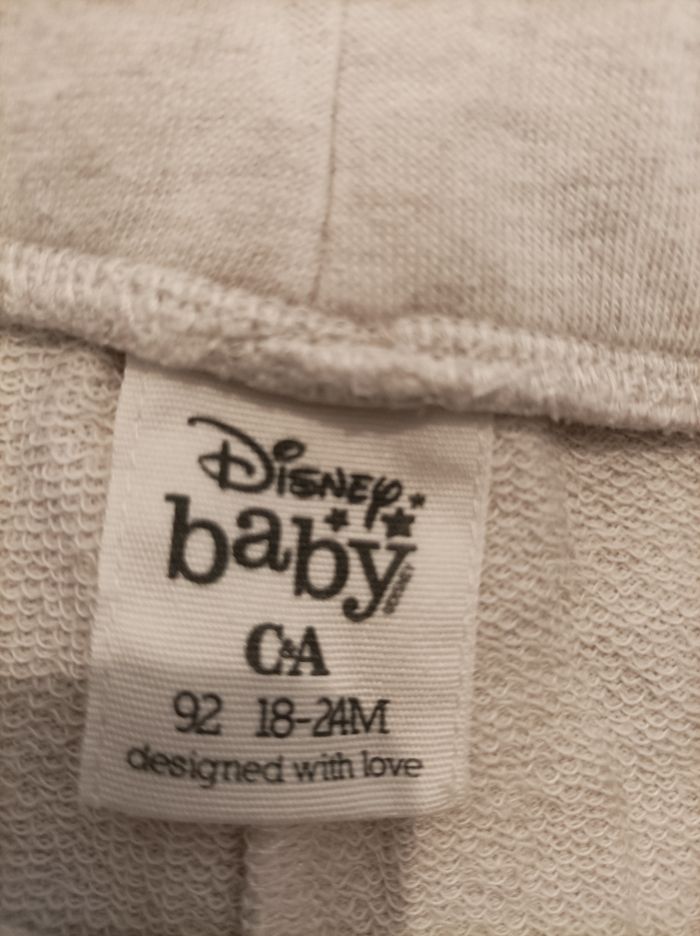 Disney
baby
C&A
92 18-24M
designed with love